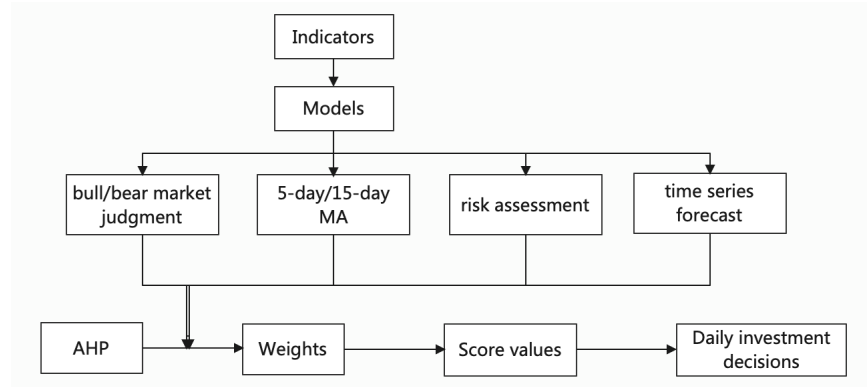 Indicators
Models
bull/bear market
judgment
5-day/15-day
MA
risk assessment
time series
forecast
AHP
Weights
Score values
Daily investment
decisions